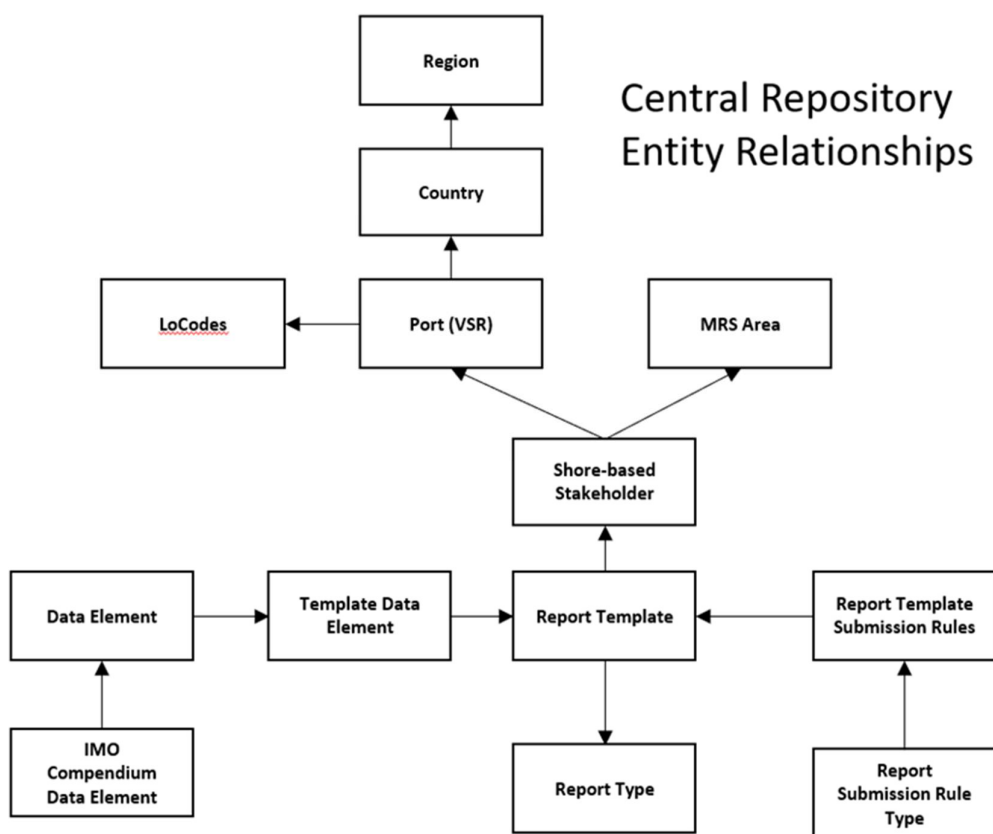 Region
Central Repository
Entity Relationships
Country
LoCodes
Port (VSR)
MRS Area
Shore-based
Stakeholder
Data Element
Template Data
Element
Report Template
Report Template
Submission Rules
IMO
Compendium
Data Element
Report Type
Report
Submission Rule
Type